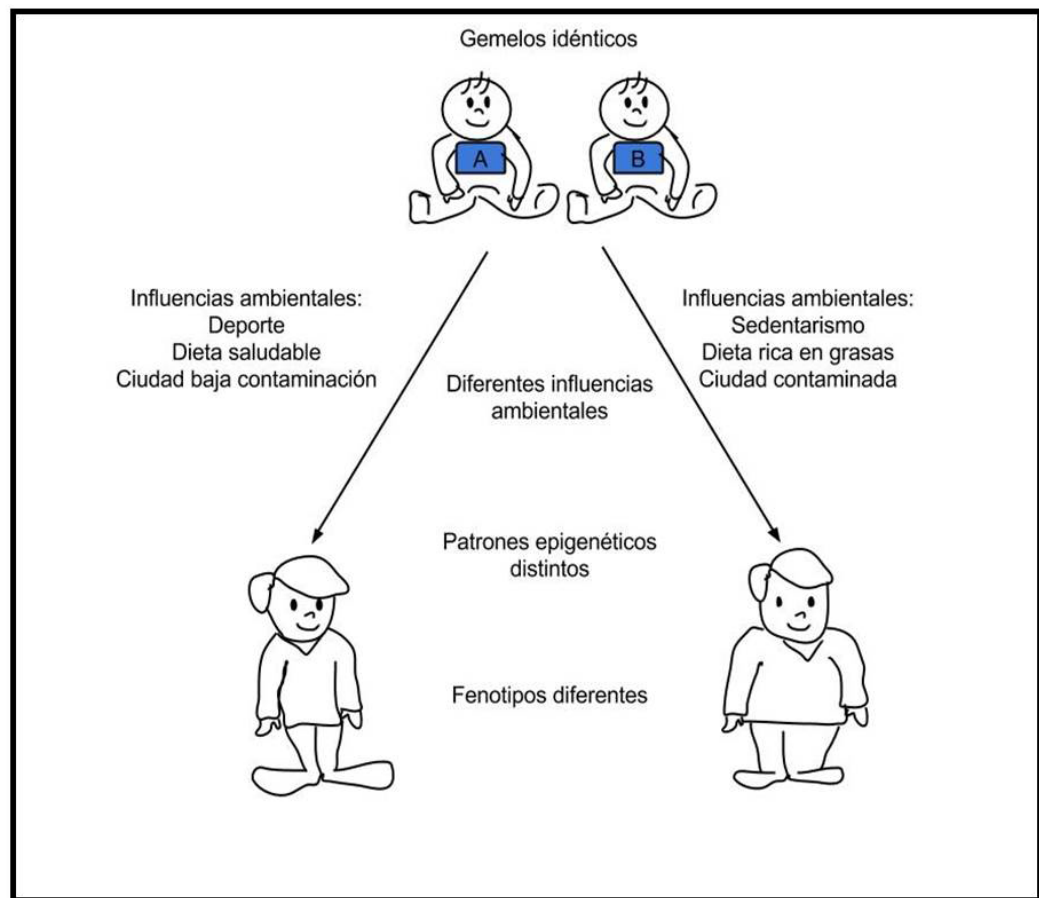 Gemelos idénticos
A
B
Influencias ambientales:
Deporte
Dieta saludable
Ciudad baja contaminación
Influencias ambientales:
Sedentarismo
Dieta rica en grasas
Ciudad contaminada
Diferentes influencias
ambientales
Patrones epigenéticos
distintos
Fenotipos diferentes